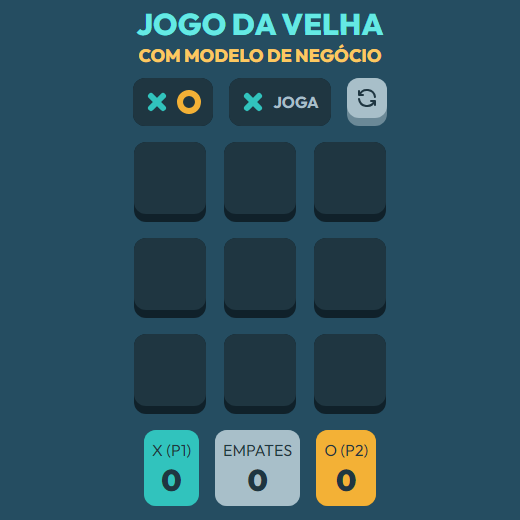 JOGO DA VELHA
COM MODELO DE NEGÓCIO
JOGA
X (P1) EMPATES O (P2)
0 0 0